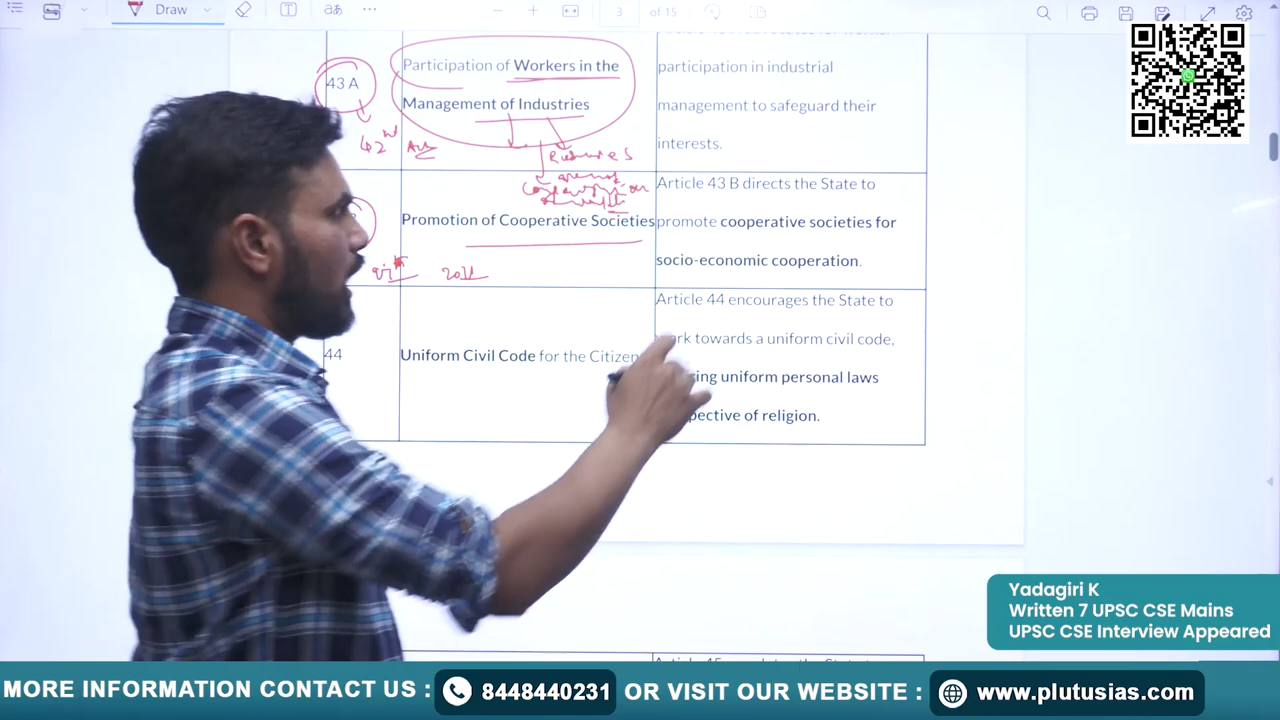 Draw
aあ
3 of 15
Participation of Workers in the
Management of Industries
43 A
42nd
participation in industrial
management to safeguard their
interests.
are not
Promotion of Cooperative Societies
2011
Article 43 B directs the State to
promote cooperative societies for
socio-economic cooperation.
44
Uniform Civil Code for the Citizen
Article 44 encourages the State to
towards a uniform civil code,
uniform personal laws
of religion.
Yadagiri K
Written 7 UPSC CSE Mains
UPSC CSE Interview Appeared
MORE INFORMATION CONTACT US : 8448440231 OR VISIT OUR WEBSITE : www.plutusias.com